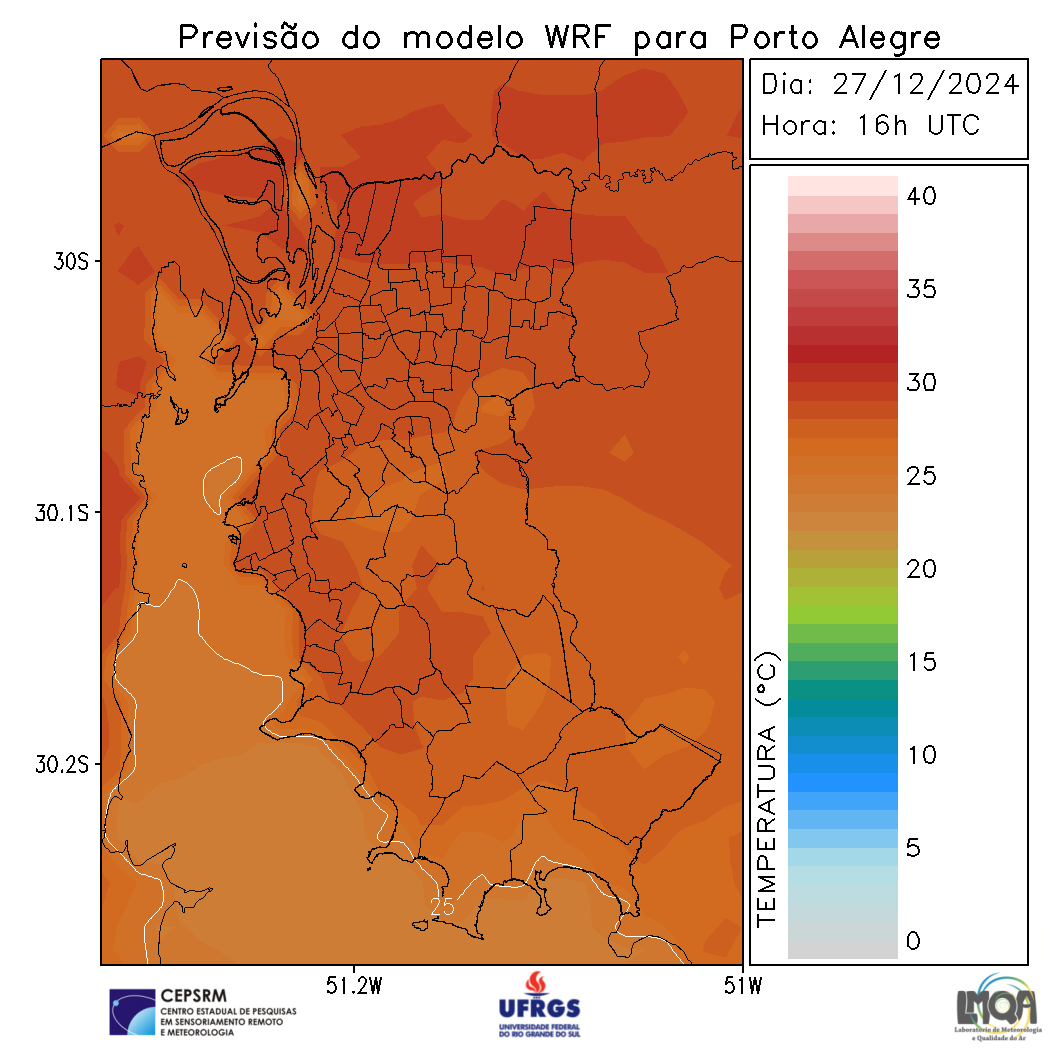 Previsão do modelo WRF para Porto Alegre
Dia: 27/12/2024
Hora: 16h UTC
40
35
30
25
20
15
10
5
0
TEMPERATURA (°C)
30S
30.1S
30.2S
25
51.2W
51W
CEPSRM
CENTRO ESTADUAL DE PESQUISAS
EM SENSORIAMENTO REMOTO
E METEOROLOGIA
UFRGS
UNIVERSIDADE FEDERAL
DO RIO GRANDE DO SUL
LMQA
Laboratório de Meteorologia
e Qualidade do Ar